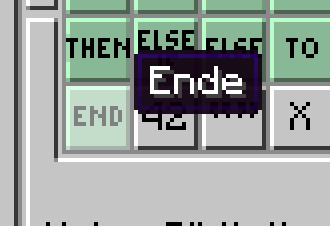 THEN ELSE ELSE TO
Ende
END 42 X